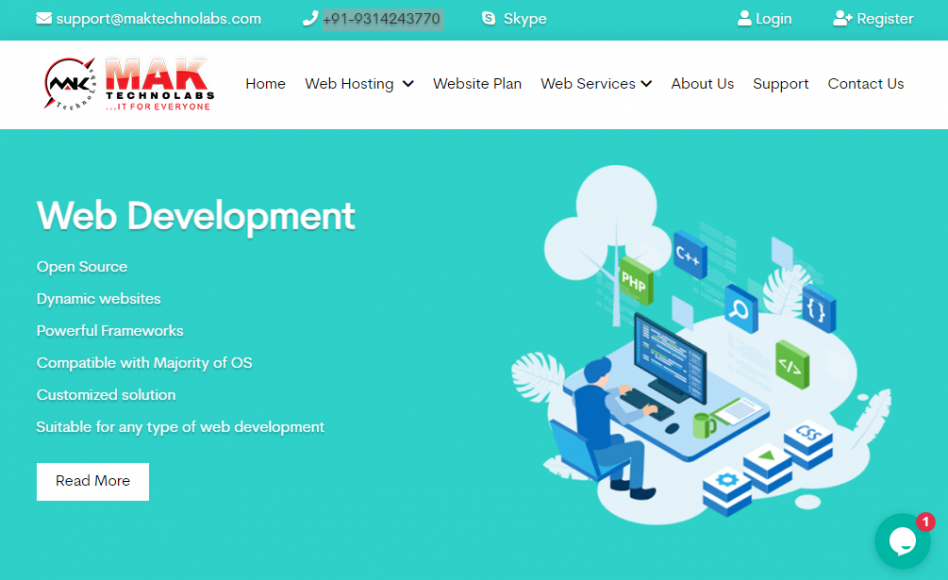 support@maktechnolabs.com +91-9314243770 Skype Login Register
MAK
Technolabs
MAK
TECHNOLABS
...IT FOR EVERYONE
Home Web Hosting Website Plan Web Services About Us Support Contact Us
Web Development
Open Source
Dynamic websites
Powerful Frameworks
Compatible with Majority of OS
Customized solution
Suitable for any type of web development
Read More
C++
PHP
{ }
</>
CSS
1